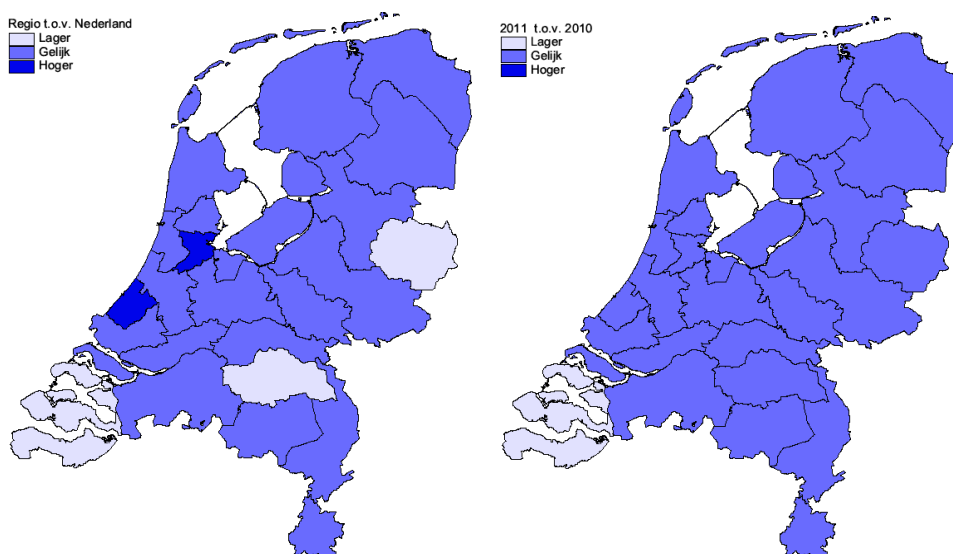 Regio t.o.v. Nederland
Lager
Gelijk
Hoger
2011 t.o.v. 2010
Lager
Gelijk
Hoger